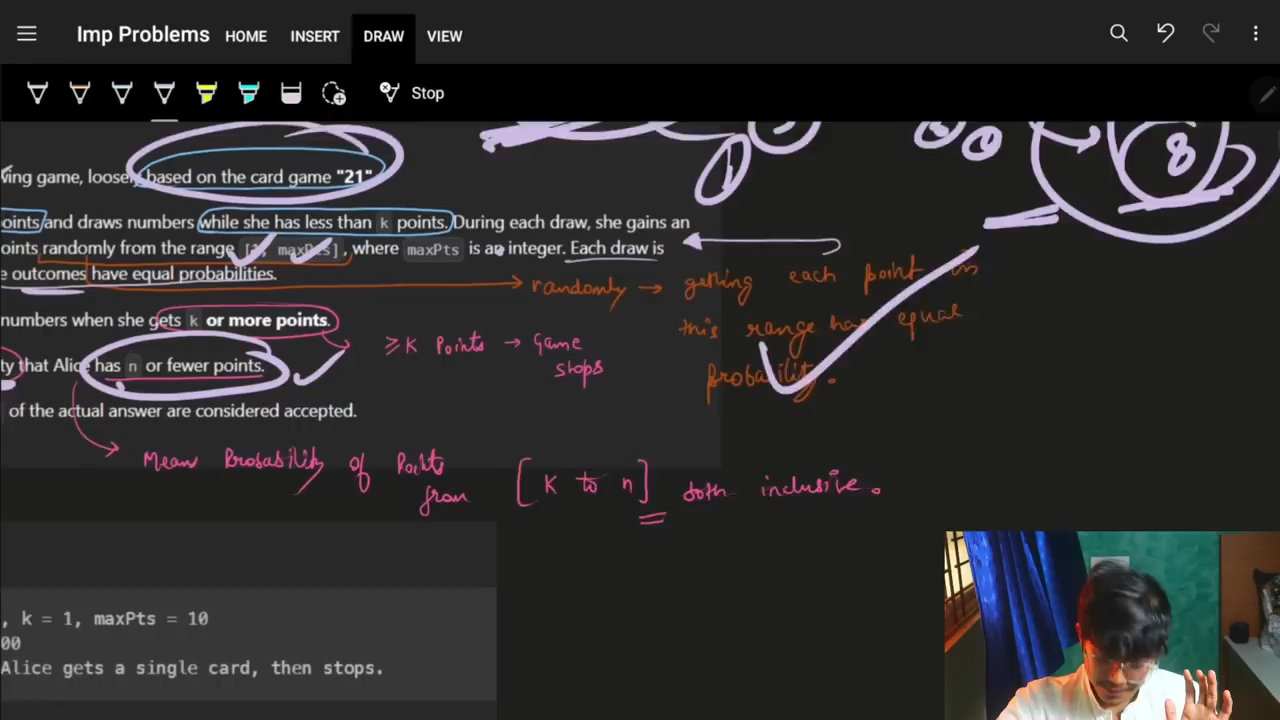 Imp Problems HOME INSERT DRAW VIEW
Stop
ving game, loosely based on the card game "21"
8
points and draws numbers while she has less than k points. During each draw, she gains an
points randomly from the range [1, maxPts], where maxPts is an integer. Each draw is
e outcomes have equal probabilities.
randomly → getting each point in
this range has equal
probability.
numbers when she gets k or more points.
≥K Points → Game
stops
ty that Alice has n or fewer points.
of the actual answer are considered accepted.
Mean Probability of Points
from [K to n] both inclusive.
, k = 1, maxPts = 10
00
Alice gets a single card, then stops.